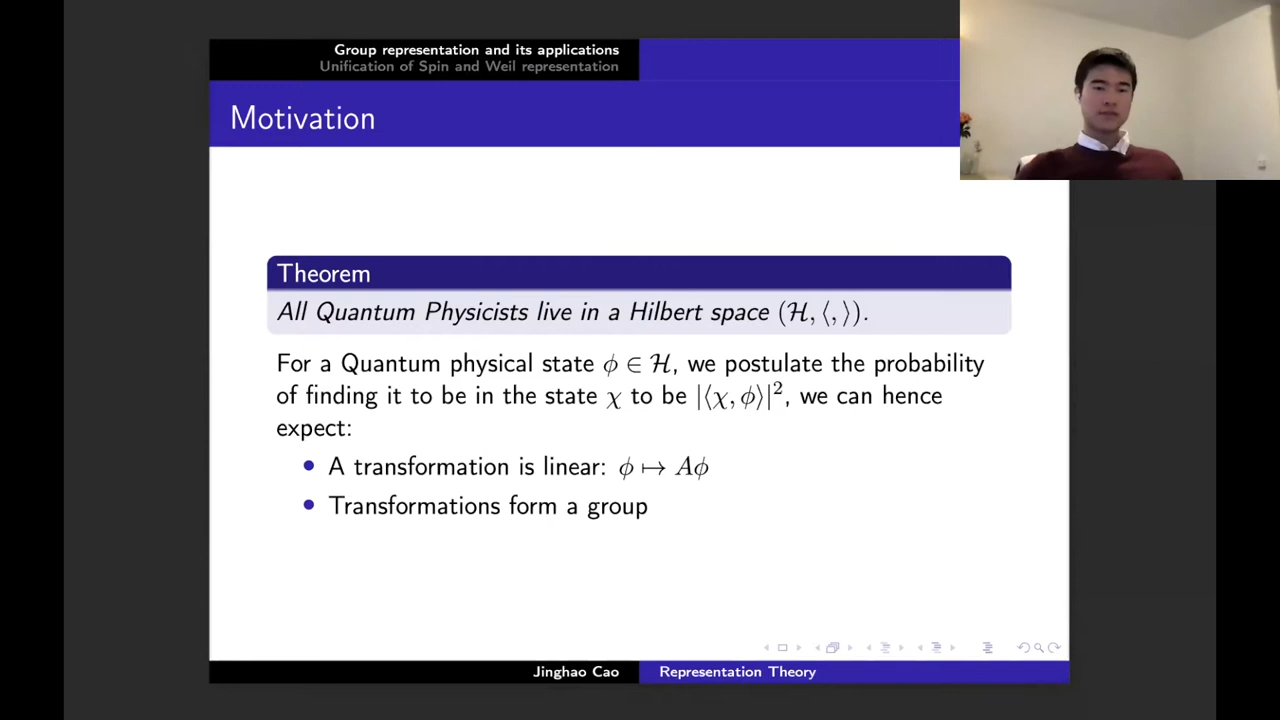 Group representation and its applications
Unification of Spin and Weil representation
Motivation
Theorem
All Quantum Physicists live in a Hilbert space (ℋ, ⟨, ⟩).
For a Quantum physical state ϕ ∈ ℋ, we postulate the probability
of finding it to be in the state χ to be |⟨χ, ϕ⟩|², we can hence
expect:
• A transformation is linear: ϕ ↦ Aϕ
• Transformations form a group
Jinghao Cao
Representation Theory